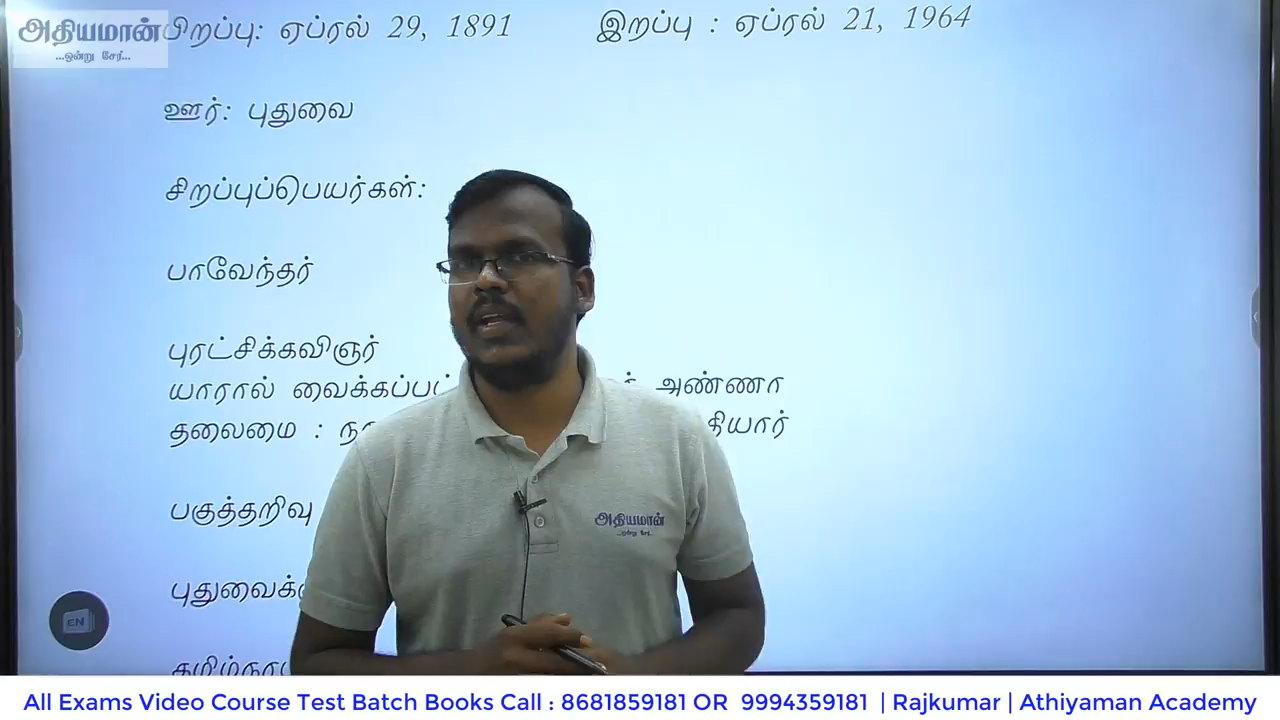 அதியமான்
...ஒன்று சேர்...
பிறப்பு: ஏப்ரல் 29, 1891 இறப்பு : ஏப்ரல் 21, 1964
ஊர்: புதுவை
சிறப்புப்பெயர்கள்:
பாவேந்தர்
புரட்சிக்கவிஞர்
யாரால் அண்ணா
தலைமை :
பகுத்தறிவு
அதியமான்
...ஒன்று சேர்...
EN
All Exams Video Course Test Batch Books Call : 8681859181 OR 9994359181 | Rajkumar | Athiyaman Academy